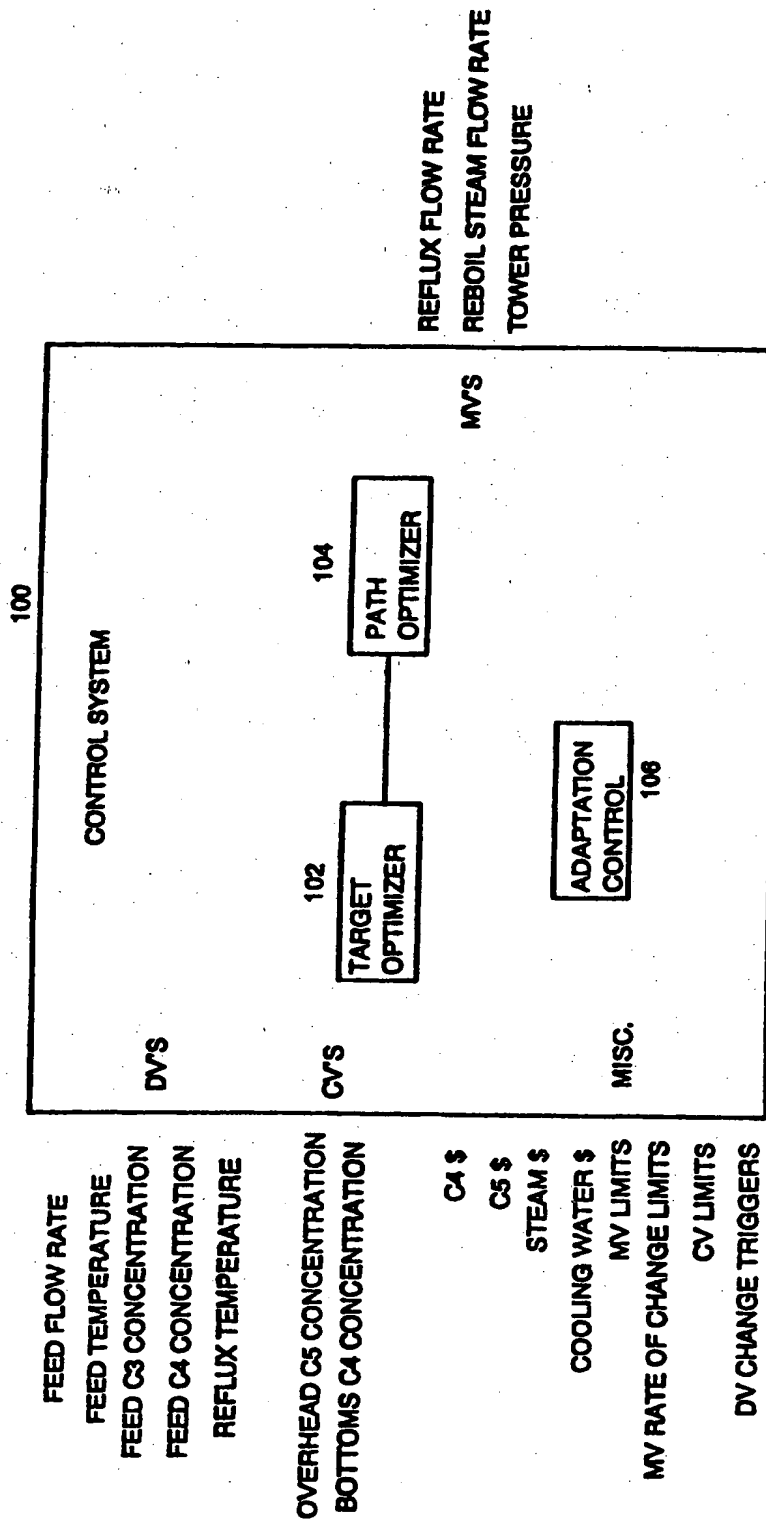 100
CONTROL SYSTEM
FEED FLOW RATE
FEED TEMPERATURE
FEED C3 CONCENTRATION
FEED C4 CONCENTRATION
REFLUX TEMPERATURE
DV'S
OVERHEAD C5 CONCENTRATION
BOTTOMS C4 CONCENTRATION
CV'S
102
TARGET
OPTIMIZER
104
PATH
OPTIMIZER
MV'S
REFLUX FLOW RATE
REBOIL STEAM FLOW RATE
TOWER PRESSURE
C4 $
C5 $
STEAM $
COOLING WATER $
MV LIMITS
MV RATE OF CHANGE LIMITS
CV LIMITS
DV CHANGE TRIGGERS
MISC.
ADAPTATION
CONTROL
106